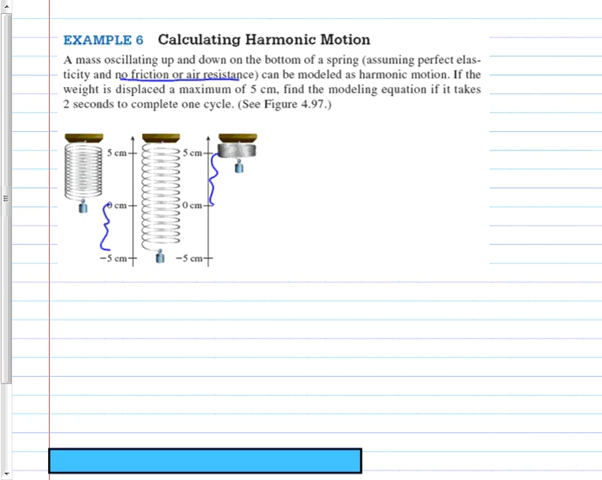 EXAMPLE 6 Calculating Harmonic Motion
A mass oscillating up and down on the bottom of a spring (assuming perfect elas-
ticity and no friction or air resistance) can be modeled as harmonic motion. If the
weight is displaced a maximum of 5 cm, find the modeling equation if it takes
2 seconds to complete one cycle. (See Figure 4.97.)
5 cm 5 cm
0 cm 0 cm
−5 cm −5 cm